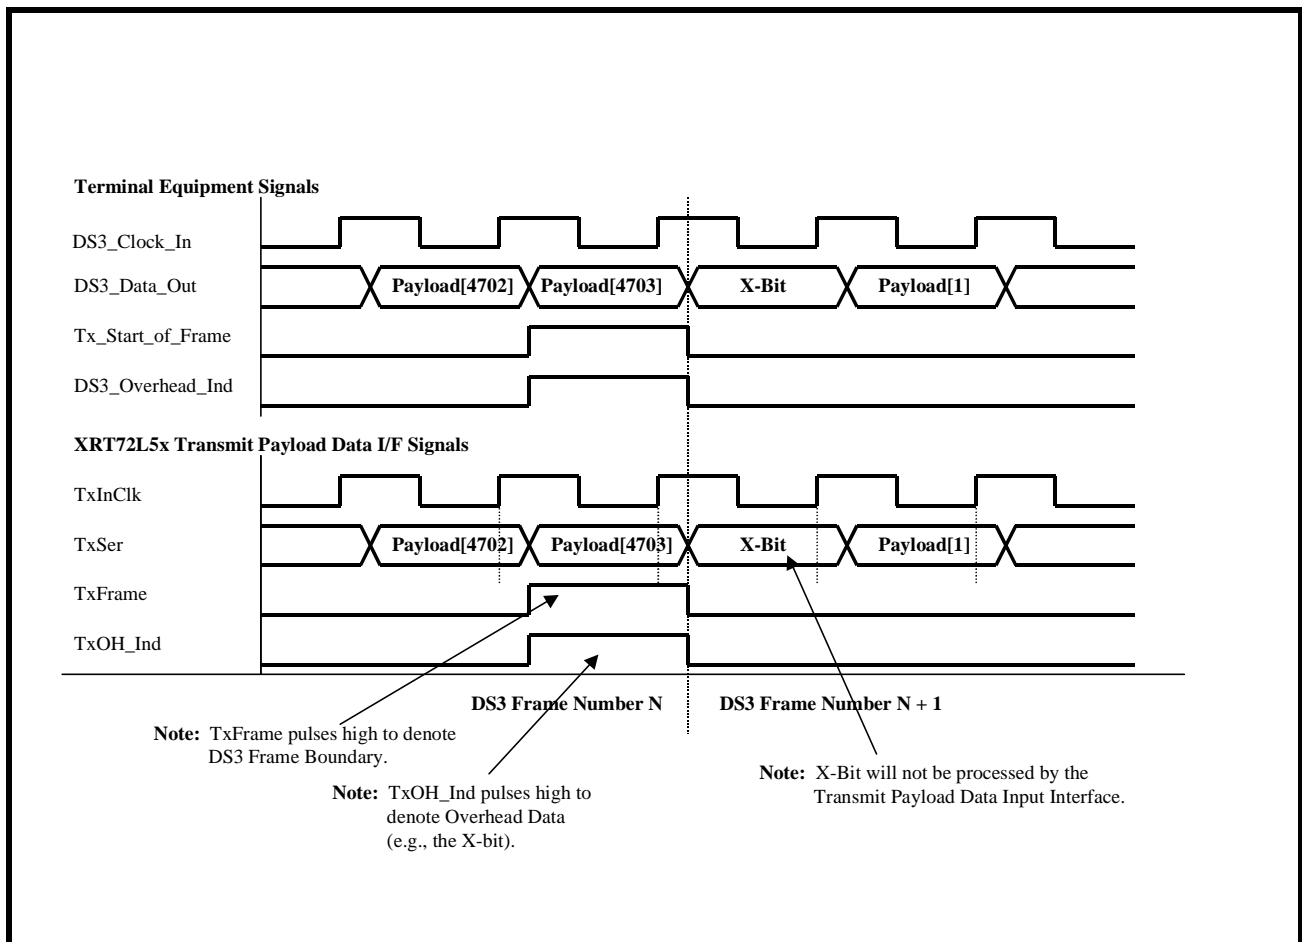 Terminal Equipment Signals
DS3_Clock_In
DS3_Data_Out
Payload[4702] Payload[4703] X-Bit Payload[1]
Tx_Start_of_Frame
DS3_Overhead_Ind
XRT72L5x Transmit Payload Data I/F Signals
TxInClk
TxSer
Payload[4702] Payload[4703] X-Bit Payload[1]
TxFrame
TxOH_Ind
DS3 Frame Number N DS3 Frame Number N + 1
Note: TxFrame pulses high to denote
DS3 Frame Boundary.
Note: TxOH_Ind pulses high to
denote Overhead Data
(e.g., the X-bit).
Note: X-Bit will not be processed by the
Transmit Payload Data Input Interface.